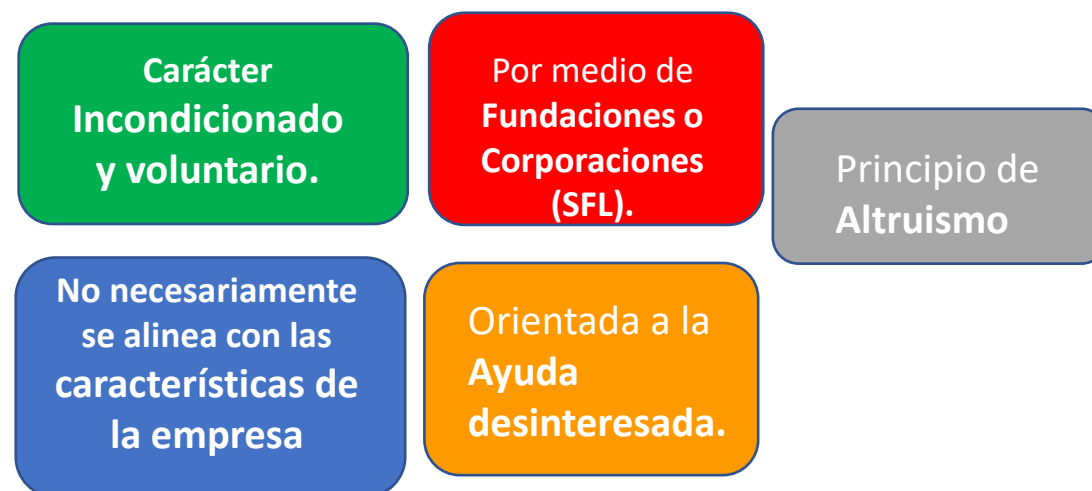 Carácter
Incondicionado
y voluntario.
Por medio de
Fundaciones o
Corporaciones
(SFL).
Principio de
Altruismo
No necesariamente
se alinea con las
características de
la empresa
Orientada a la
Ayuda
desinteresada.